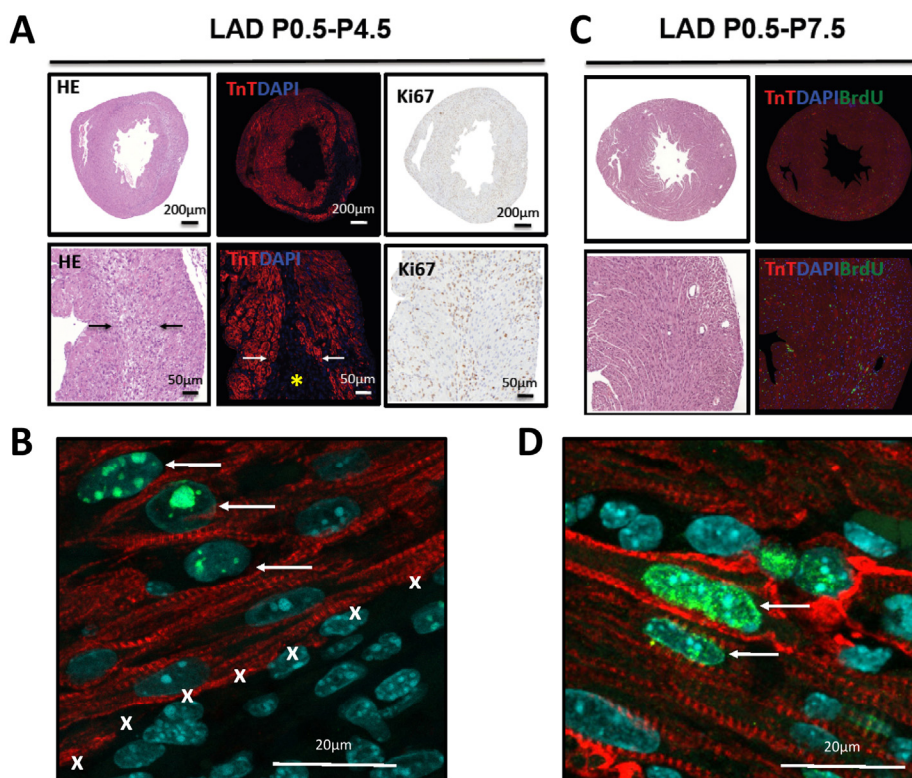 A
LAD P0.5-P4.5
HE
TnTDAPI
Ki67
200µm
200µm
200µm
HE
TnTDAPI
Ki67
*
50µm
50µm
50µm
C
LAD P0.5-P7.5
TnTDAPIBrdU
TnTDAPIBrdU
B
x
x
x
x
x
x
x
20µm
D
20µm